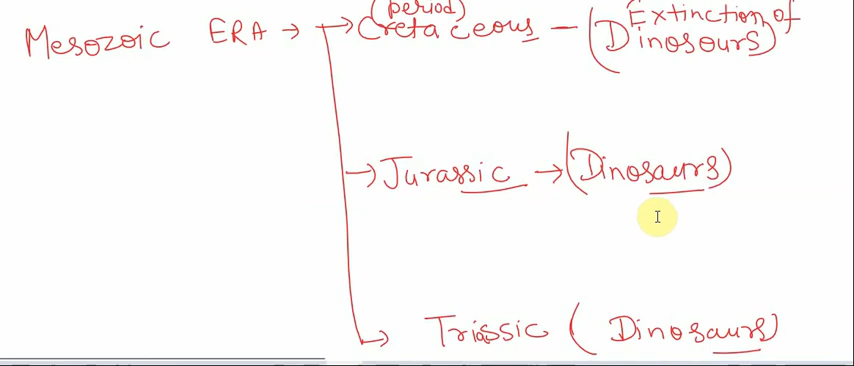 (period)
Mesozoic ERA → → Cretaceous — (Extinction of
Dinosours)
→ Jurassic → (Dinosaurs)
→ Triassic (Dinosaurs)